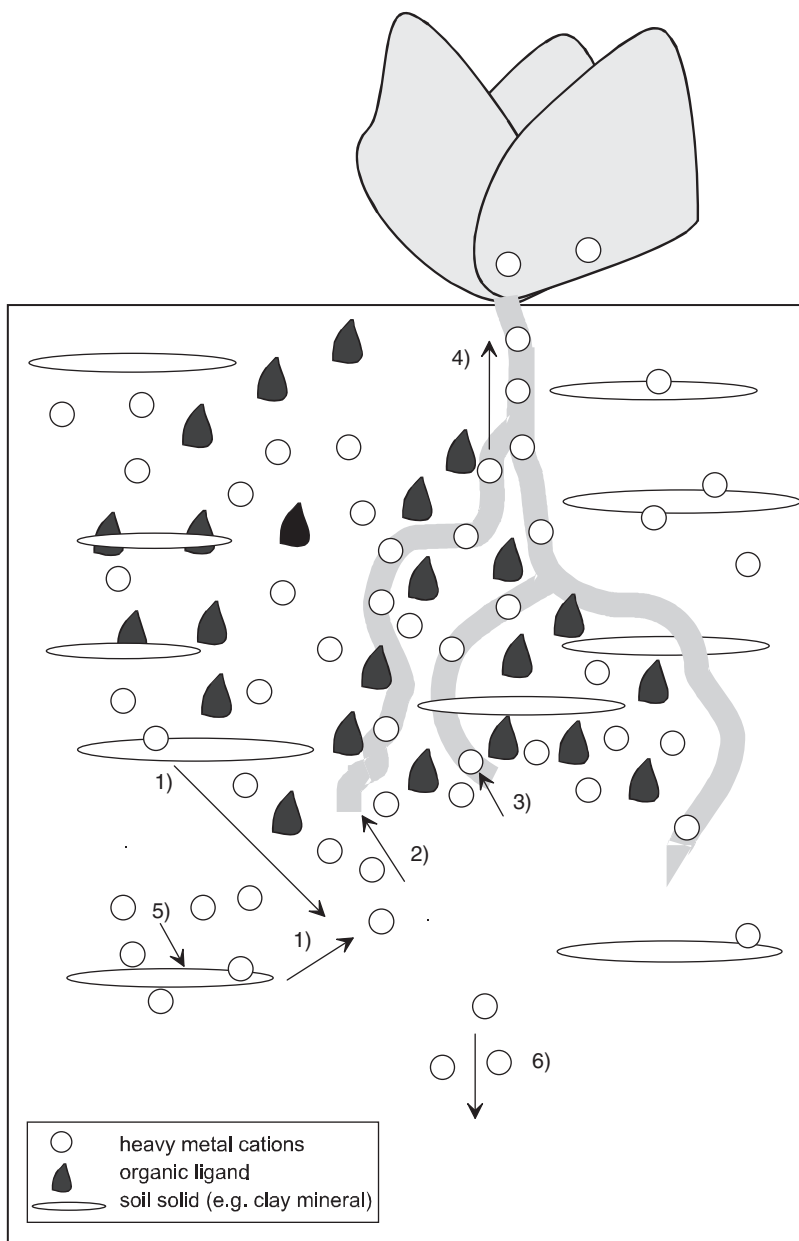 4)
1)
3)
2)
5)
1)
6)
heavy metal cations
organic ligand
soil solid (e.g. clay mineral)